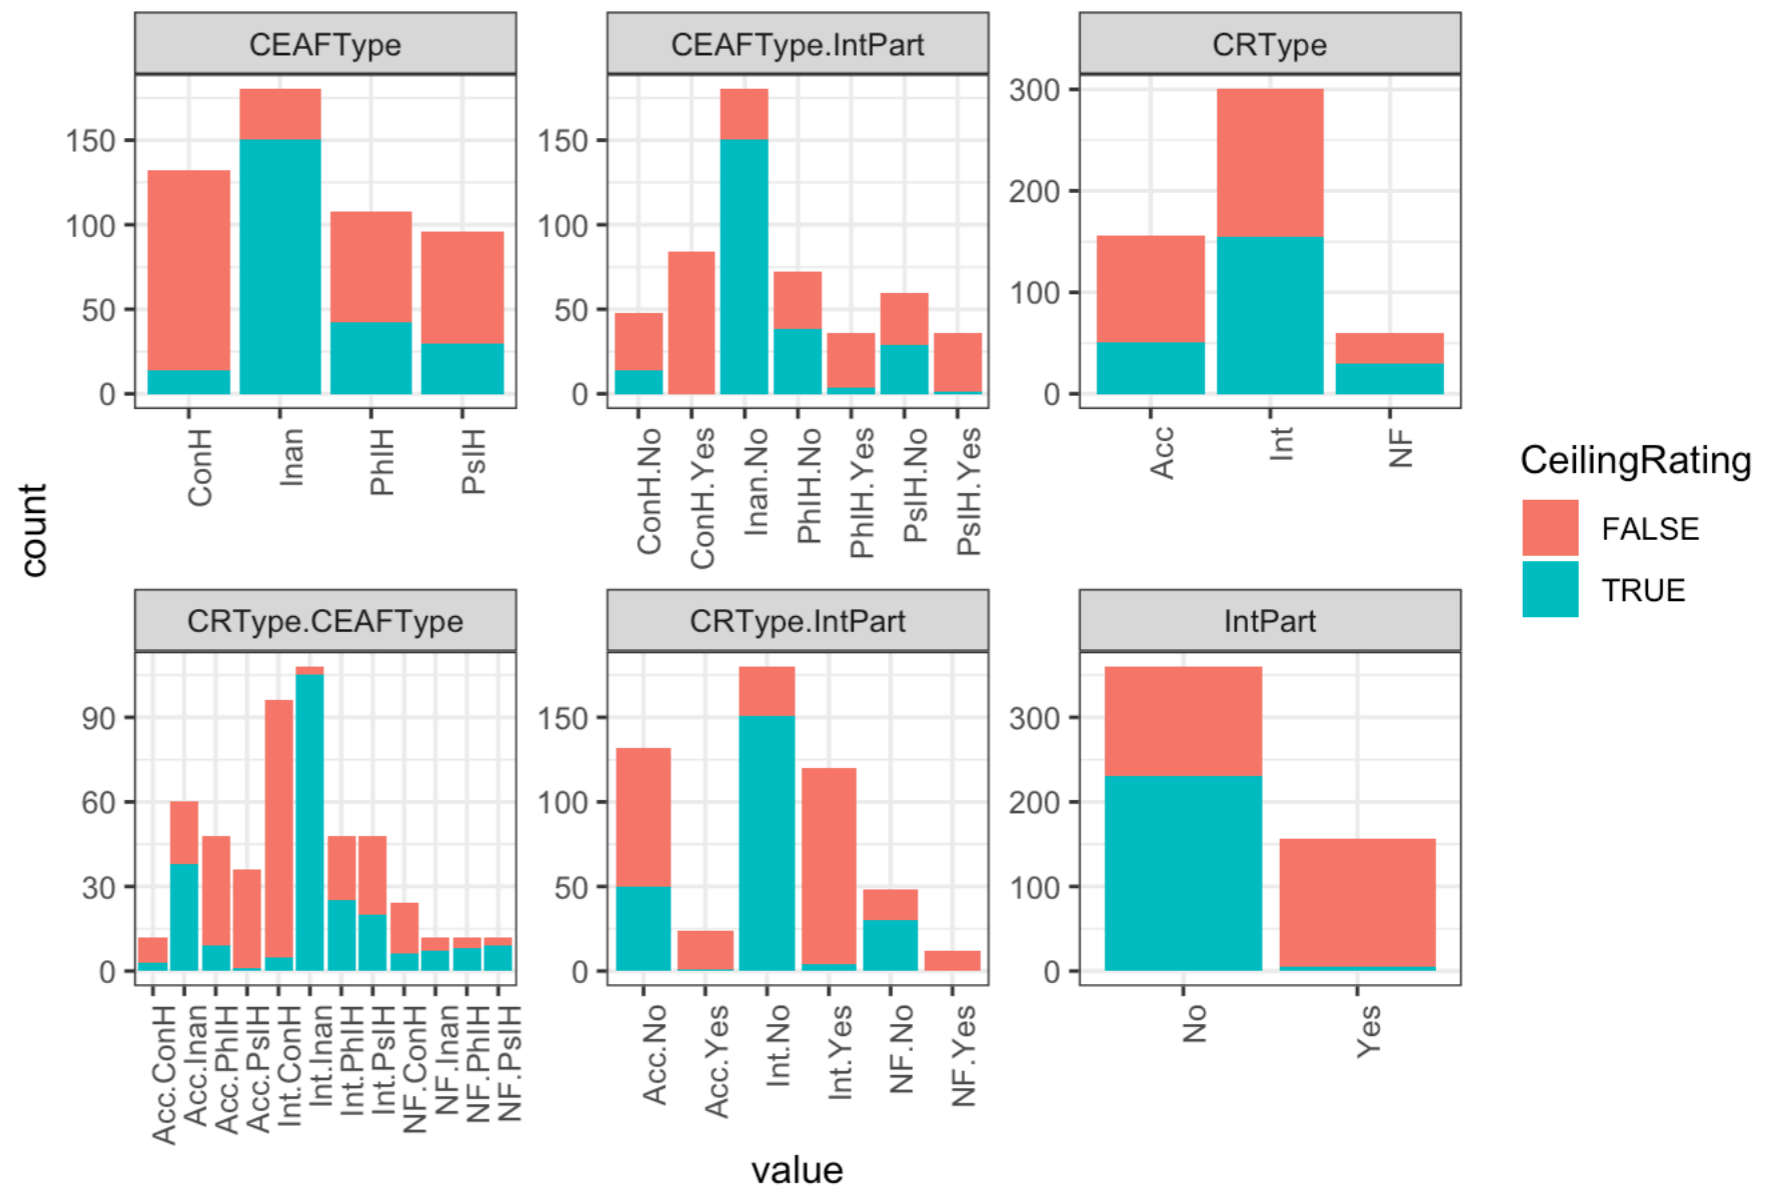 CEAFType
CEAFType.IntPart
CRType
150
100
50
0
150
100
50
0
300
200
100
0
ConH
Inan
PhlH
PslH
ConH.No
ConH.Yes
Inan.No
PhlH.No
PhlH.Yes
PslH.No
PslH.Yes
Acc
Int
NF
count
CeilingRating
FALSE
TRUE
CRType.CEAFType
CRType.IntPart
IntPart
90
60
30
0
150
100
50
0
300
200
100
0
Acc.ConH
Acc.Inan
Acc.PhlH
Acc.PslH
Int.ConH
Int.Inan
Int.PhlH
Int.PslH
NF.ConH
NF.Inan
NF.PhlH
NF.PslH
Acc.No
Acc.Yes
Int.No
Int.Yes
NF.No
NF.Yes
No
Yes
value